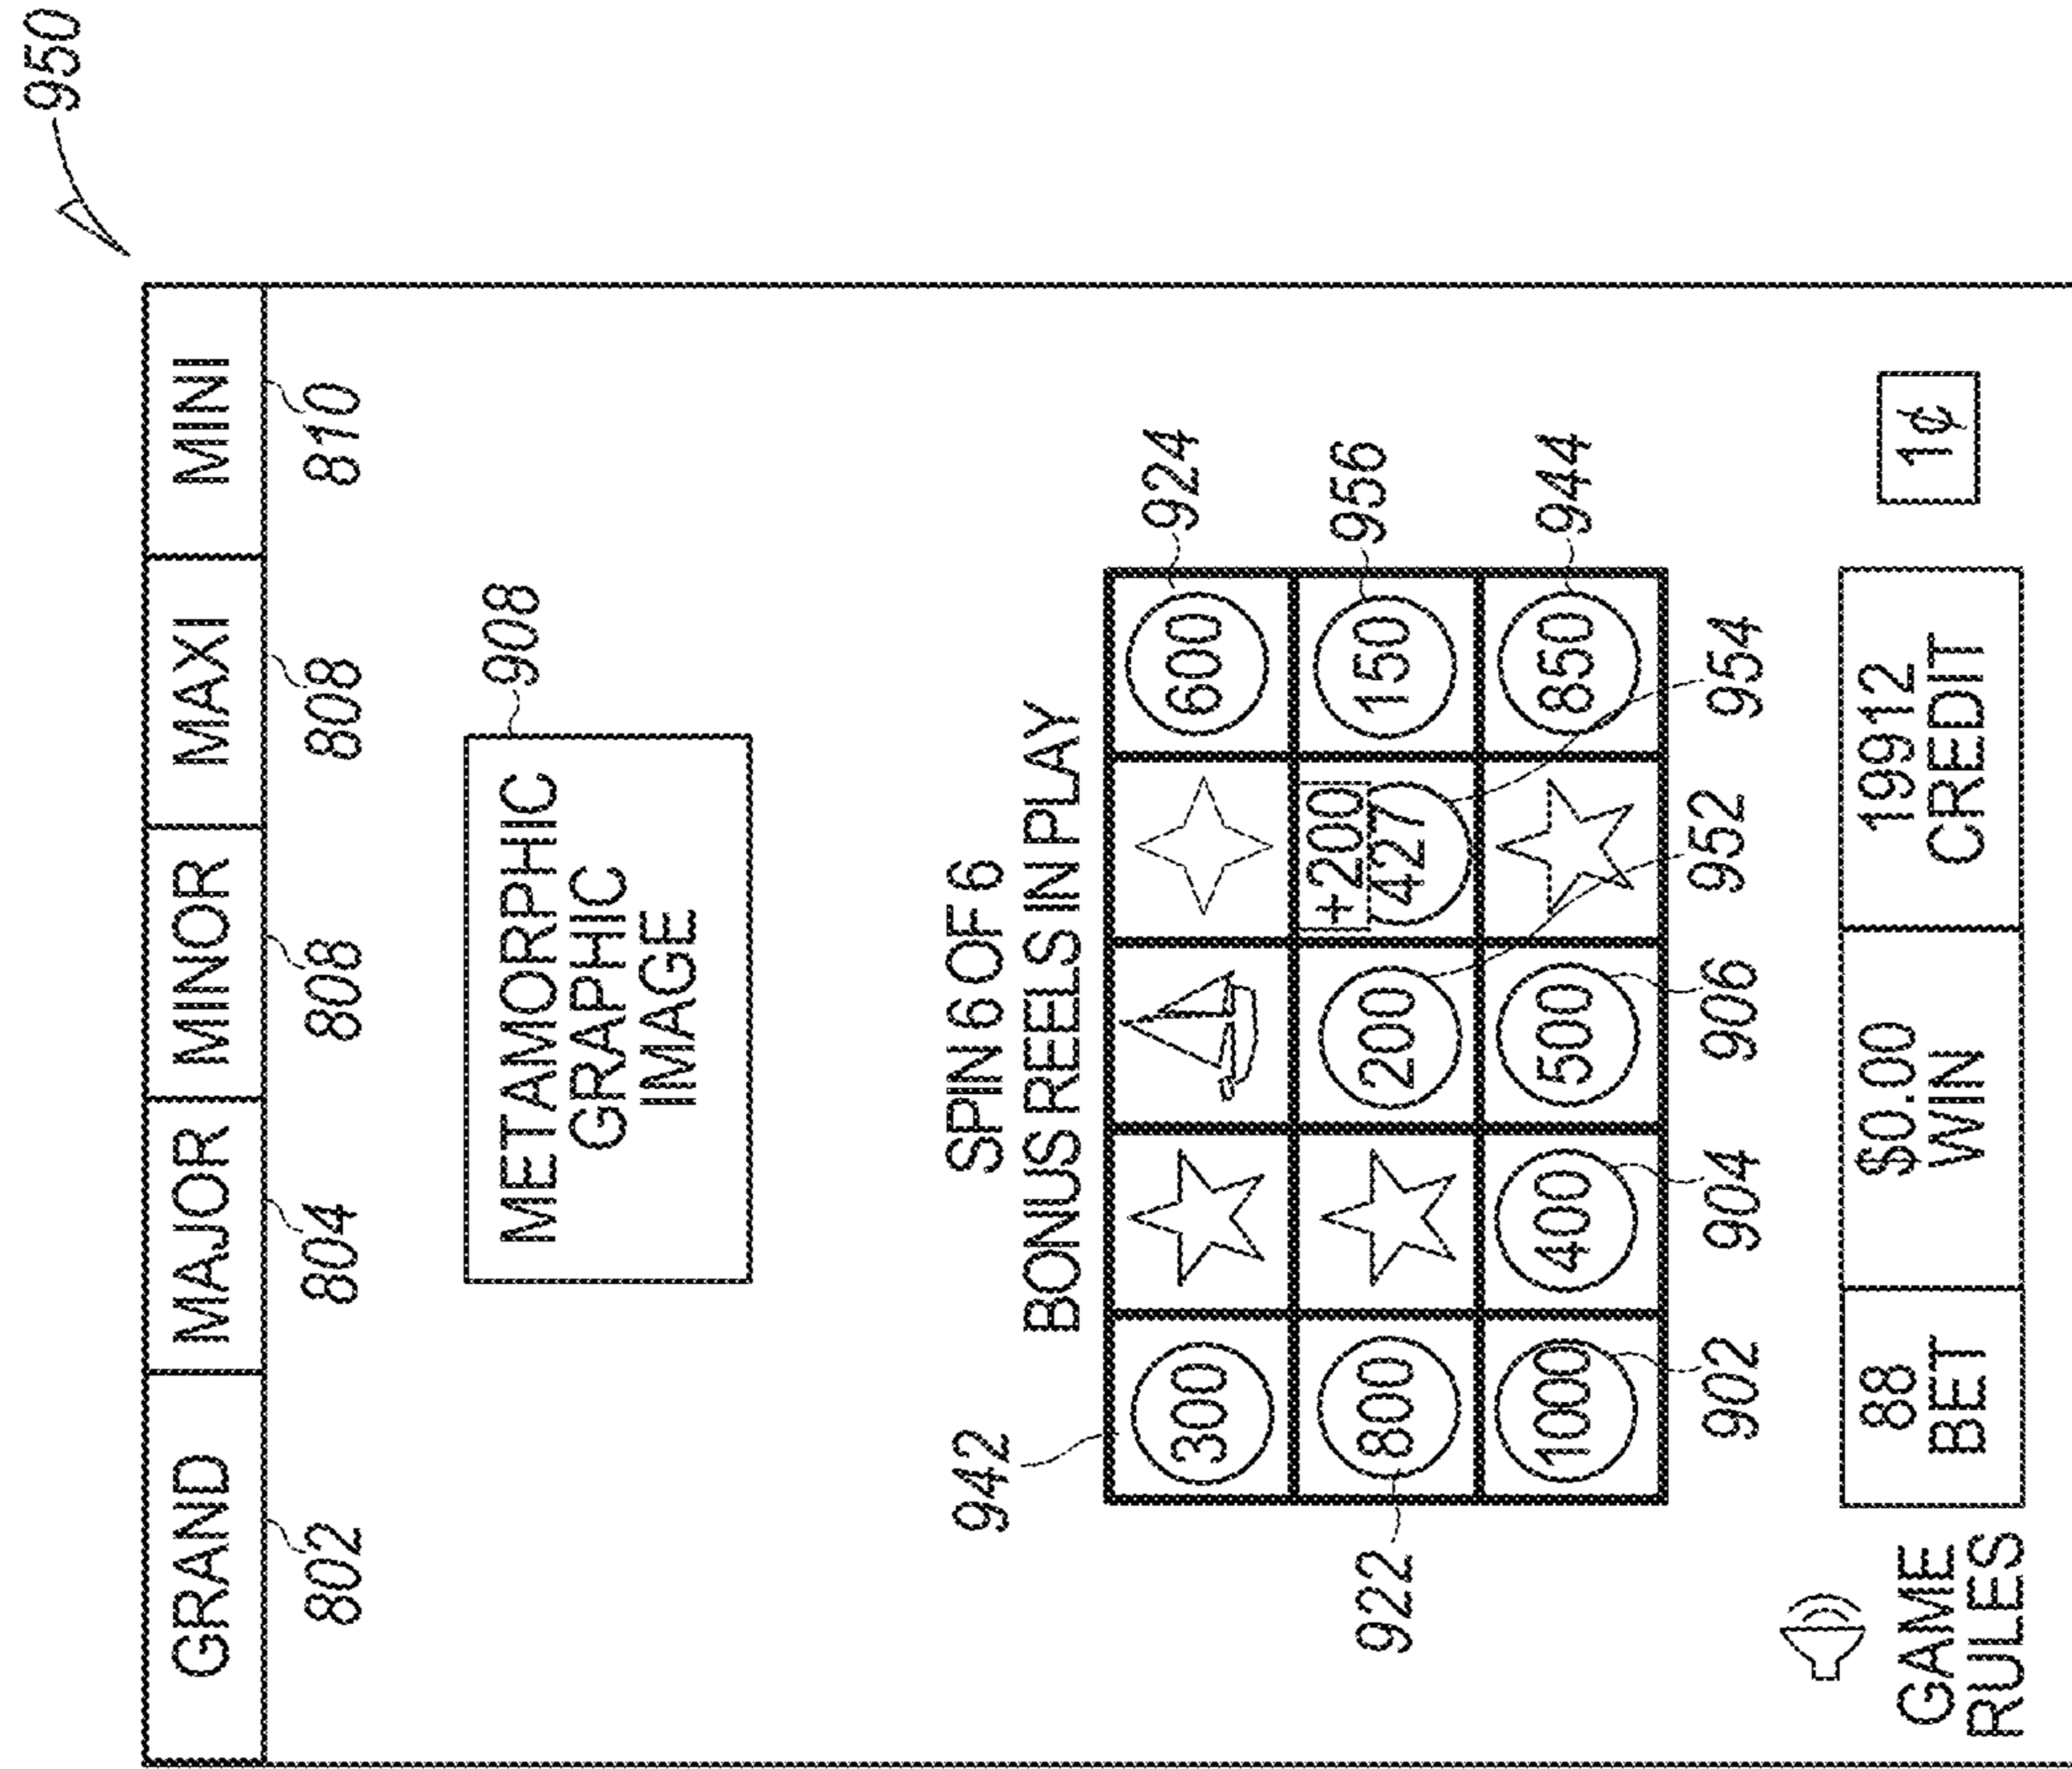 950
GRAND MAJOR MINOR MAXI MINI
802 804 808 808 810
METAMORPHIC
GRAPHIC
IMAGE
908
SPIN 6 OF 6
BONUS REELS IN PLAY
942
300 600 924
+200
922 800 200 427 150 956
1000 400 500 850 944
902 904 906 952 954
GAME
RULES
88
BET
$0.00
WIN
19912
CREDIT
1¢